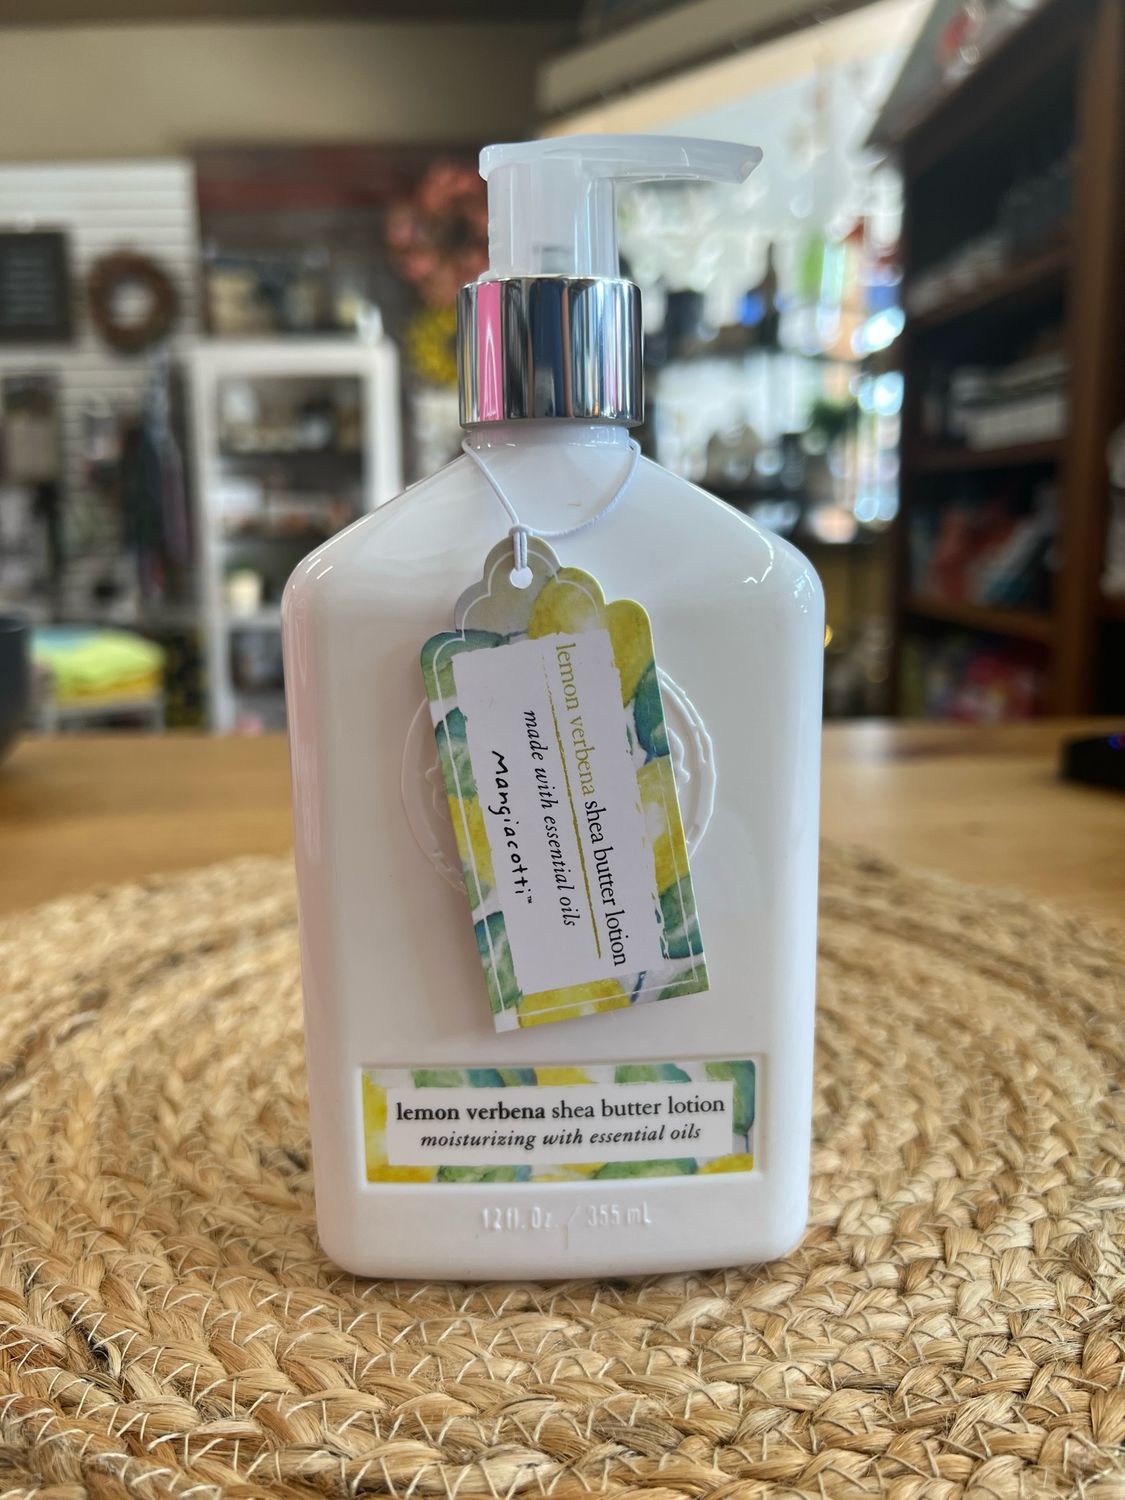 lemon verbena shea butter lotion
made with essential oils
Mangiacotti™
lemon verbena shea butter lotion
moisturizing with essential oils
12 fl. Oz. / 355 mL